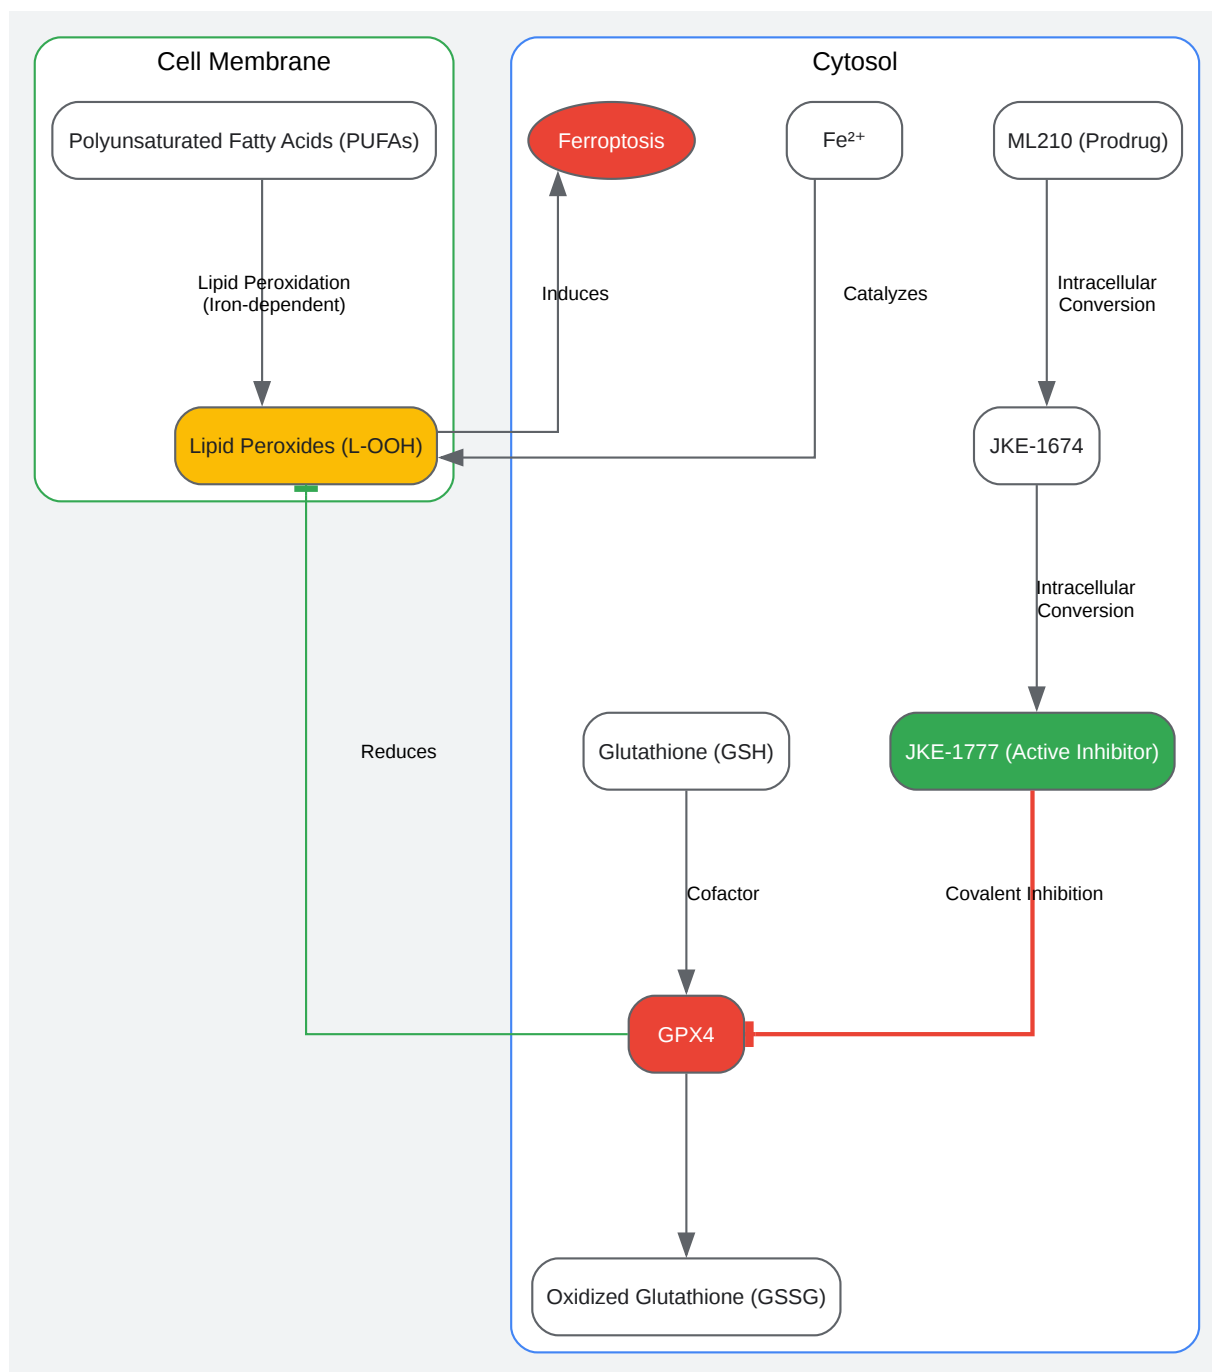 Cell Membrane
Cytosol
Polyunsaturated Fatty Acids (PUFAs)
Ferroptosis
Fe²⁺
ML210 (Prodrug)
Lipid Peroxidation
(Iron-dependent)
Induces
Catalyzes
Intracellular
Conversion
Lipid Peroxides (L-OOH)
JKE-1674
Intracellular
Conversion
Reduces
Glutathione (GSH)
JKE-1777 (Active Inhibitor)
Cofactor
Covalent Inhibition
GPX4
Oxidized Glutathione (GSSG)